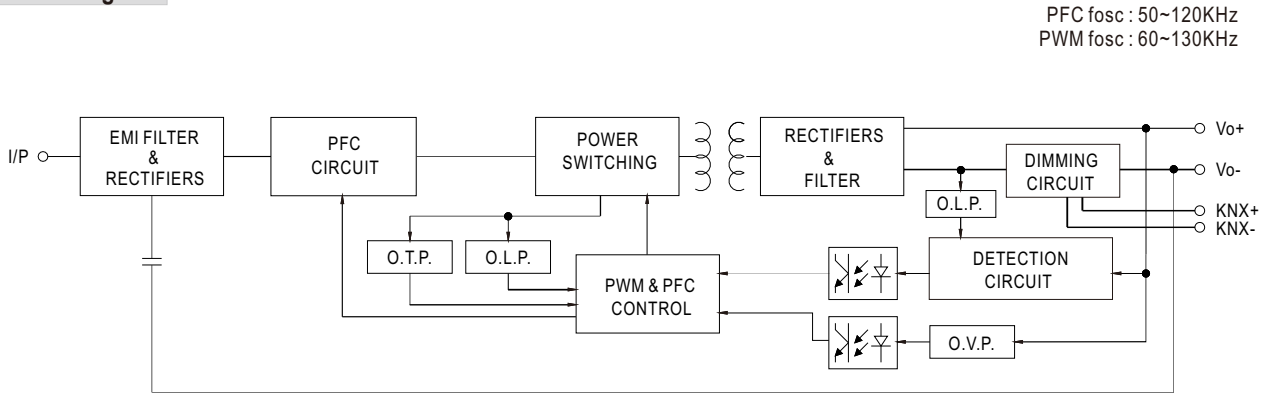 PFC fosc : 50~120KHz
PWM fosc : 60~130KHz
I/P
EMI FILTER
&
RECTIFIERS
PFC
CIRCUIT
POWER
SWITCHING
RECTIFIERS
&
FILTER
DIMMING
CIRCUIT
Vo+
Vo-
KNX+
KNX-
O.L.P.
O.T.P.
O.L.P.
PWM & PFC
CONTROL
DETECTION
CIRCUIT
O.V.P.